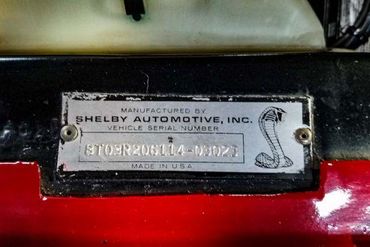 MANUFACTURED BY
SHELBY AUTOMOTIVE, INC.
VEHICLE SERIAL NUMBER
MADE IN U.S.A.